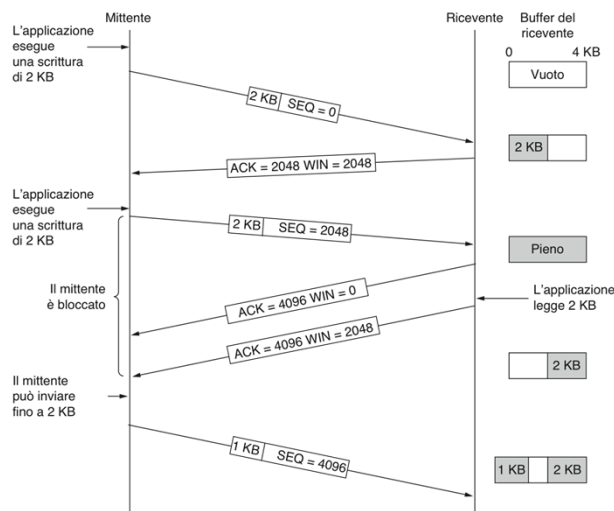 Mittente
Ricevente
Buffer del
ricevente
0 4 KB
L'applicazione
esegue
una scrittura
di 2 KB
Vuoto
2 KB SEQ = 0
2 KB
ACK = 2048 WIN = 2048
L'applicazione
esegue
una scrittura
di 2 KB
2 KB SEQ = 2048
Pieno
Il mittente
è bloccato
ACK = 4096 WIN = 0
L'applicazione
legge 2 KB
ACK = 4096 WIN = 2048
2 KB
Il mittente
può inviare
fino a 2 KB
1 KB SEQ = 4096
1 KB 2 KB